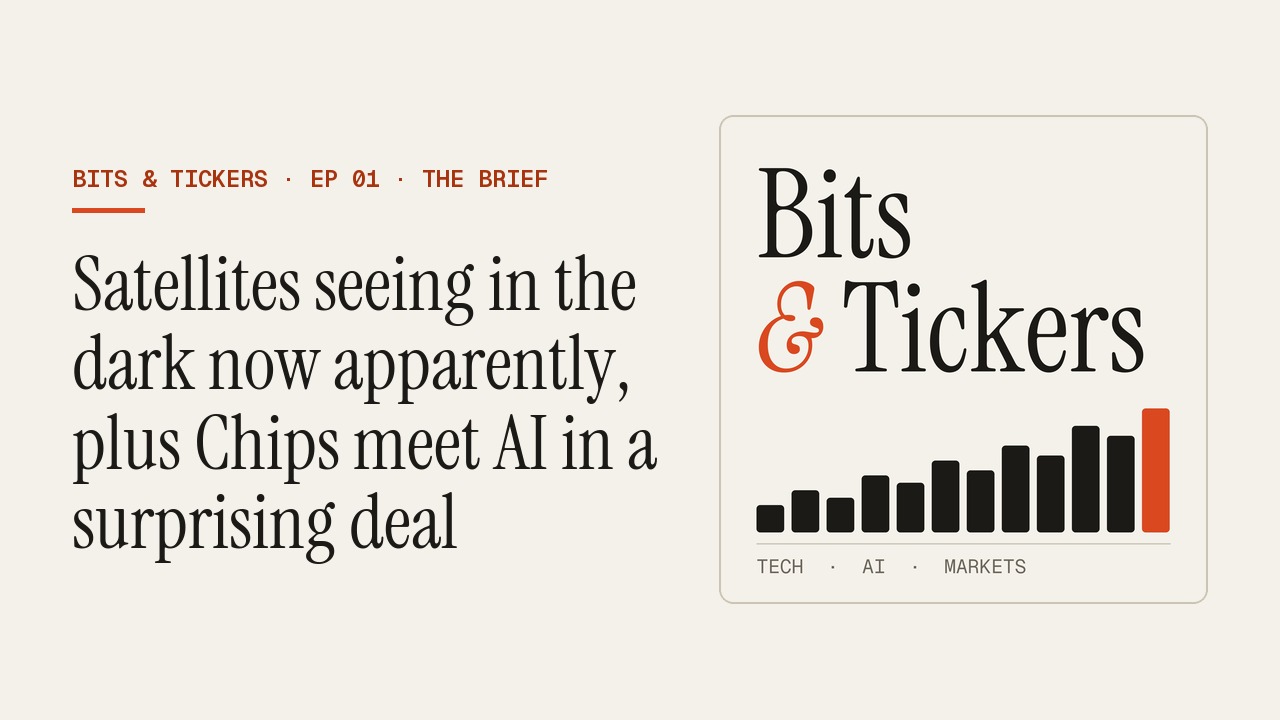 BITS & TICKERS · EP 01 · THE BRIEF
Satellites seeing in the
dark now apparently,
plus Chips meet AI in a
surprising deal
Bits
& Tickers
TECH · AI · MARKETS